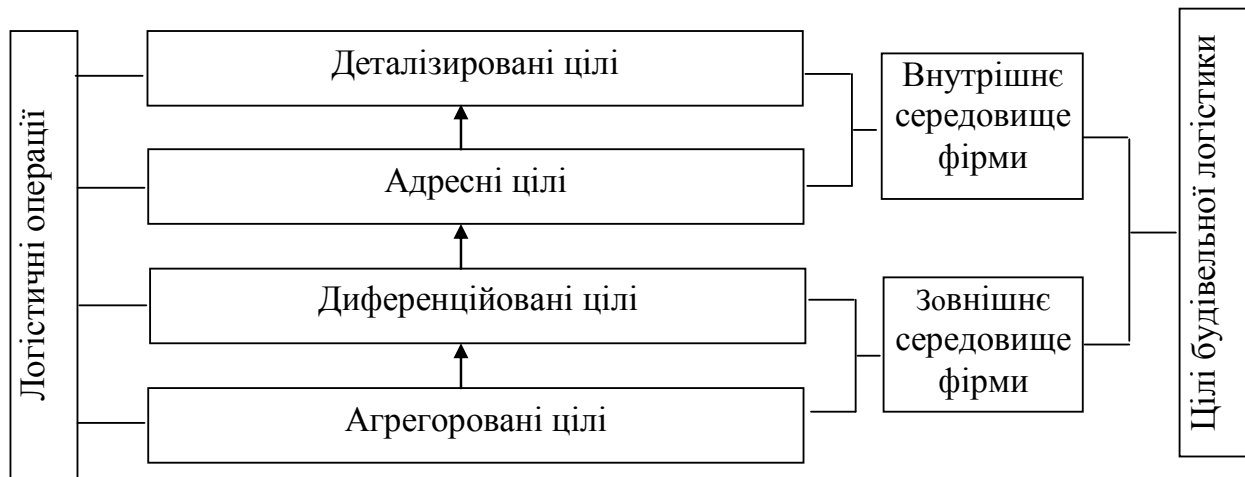 Логістичні операції
Деталізировані цілі
Адресні цілі
Диференційовані цілі
Агрегоровані цілі
Внутрішнє
середовище
фірми
Зовнішнє
середовище
фірми
Цілі будівельної логістики